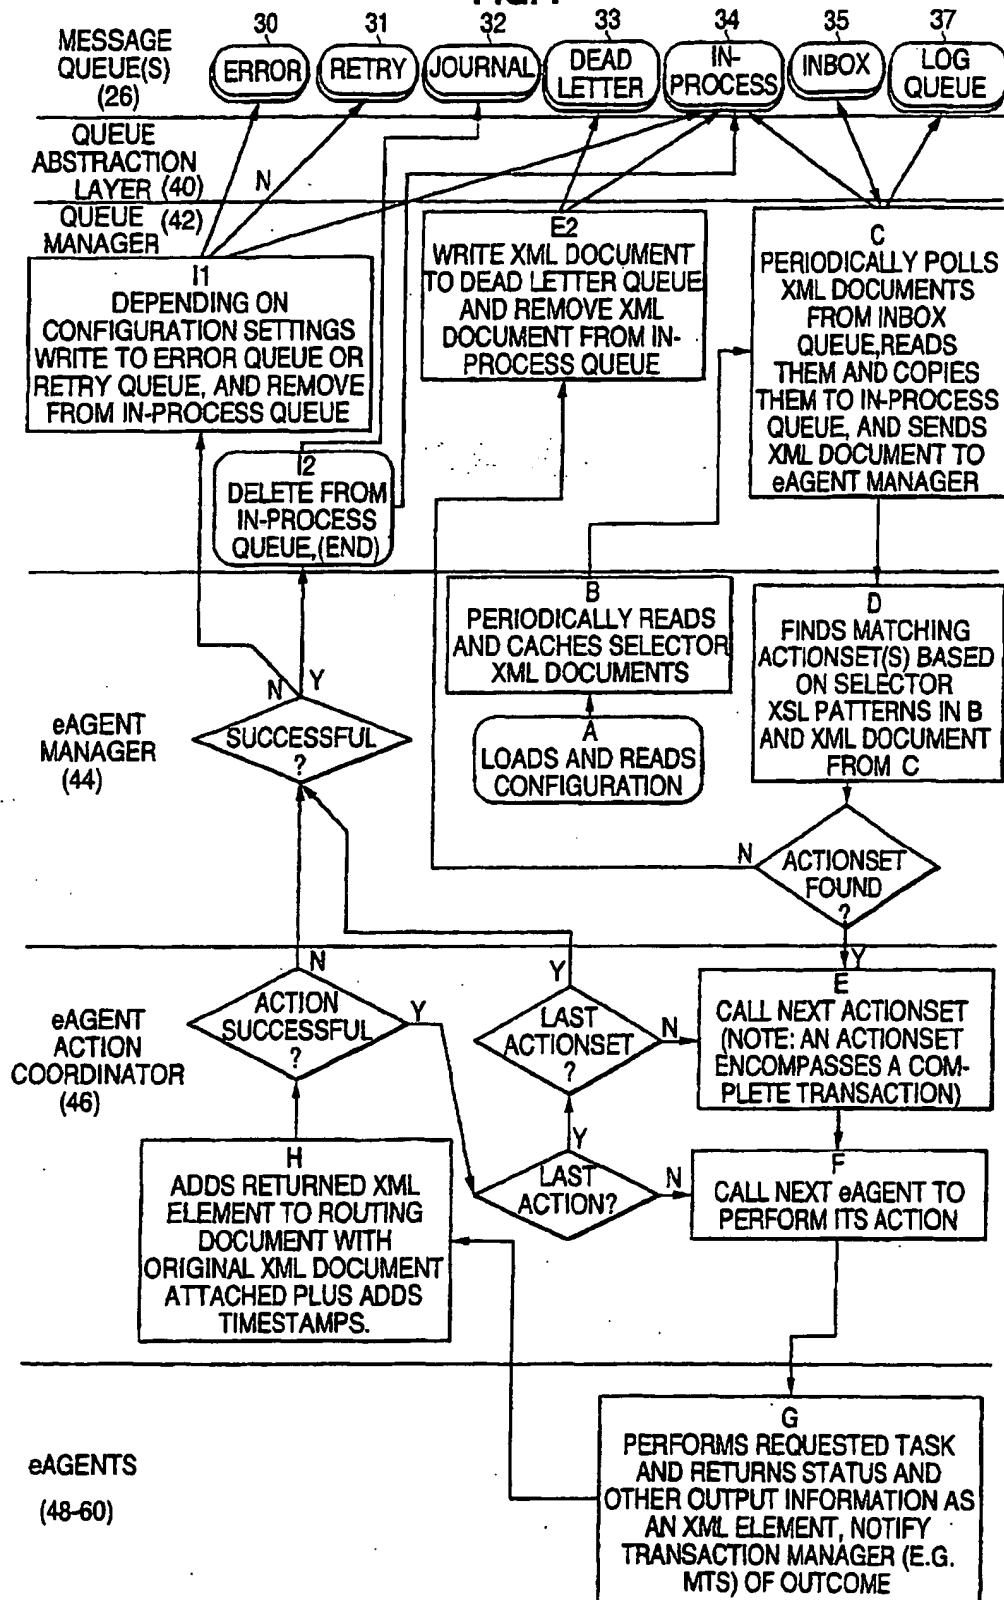 30 31 32 33 34 35 37
MESSAGE
QUEUE(S)
(26)
ERROR
RETRY
JOURNAL
DEAD
LETTER
IN-
PROCESS
INBOX
LOG
QUEUE
QUEUE
ABSTRACTION
LAYER (40)
N
QUEUE (42)
MANAGER
I1
DEPENDING ON
CONFIGURATION SETTINGS
WRITE TO ERROR QUEUE OR
RETRY QUEUE, AND REMOVE
FROM IN-PROCESS QUEUE
E2
WRITE XML DOCUMENT
TO DEAD LETTER QUEUE
AND REMOVE XML
DOCUMENT FROM IN-
PROCESS QUEUE
C
PERIODICALLY POLLS
XML DOCUMENTS
FROM INBOX
QUEUE,READS
THEM AND COPIES
THEM TO IN-PROCESS
QUEUE, AND SENDS
XML DOCUMENT TO
eAGENT MANAGER
I2
DELETE FROM
IN-PROCESS
QUEUE,(END)
eAGENT
MANAGER
(44)
N Y
SUCCESSFUL
?
B
PERIODICALLY READS
AND CACHES SELECTOR
XML DOCUMENTS
A
LOADS AND READS
CONFIGURATION
D
FINDS MATCHING
ACTIONSET(S) BASED
ON SELECTOR
XSL PATTERNS IN B
AND XML DOCUMENT
FROM C
N
ACTIONSET
FOUND
?
Y
eAGENT
ACTION
COORDINATOR
(46)
N
ACTION
SUCCESSFUL
?
Y
Y
LAST
ACTIONSET
?
N
E
CALL NEXT ACTIONSET
(NOTE: AN ACTIONSET
ENCOMPASSES A COM-
PLETE TRANSACTION)
H
ADDS RETURNED XML
ELEMENT TO ROUTING
DOCUMENT WITH
ORIGINAL XML DOCUMENT
ATTACHED PLUS ADDS
TIMESTAMPS.
Y
LAST
ACTION?
N
F
CALL NEXT eAGENT TO
PERFORM ITS ACTION
eAGENTS
(48-60)
G
PERFORMS REQUESTED TASK
AND RETURNS STATUS AND
OTHER OUTPUT INFORMATION AS
AN XML ELEMENT, NOTIFY
TRANSACTION MANAGER (E.G.
MTS) OF OUTCOME